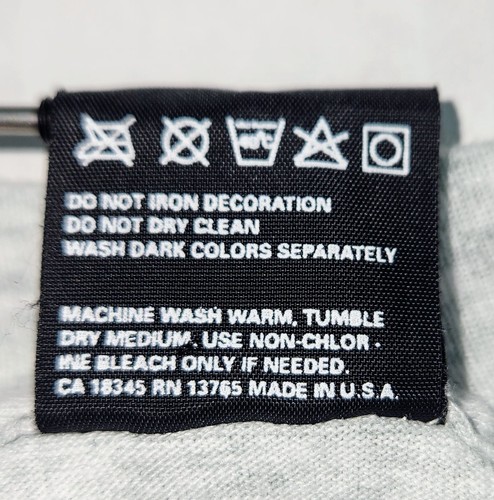 DO NOT IRON DECORATION
DO NOT DRY CLEAN
WASH DARK COLORS SEPARATELY
MACHINE WASH WARM, TUMBLE
DRY MEDIUM. USE NON-CHLOR -
INE BLEACH ONLY IF NEEDED.
CA 18345 RN 13765 MADE IN U.S.A.